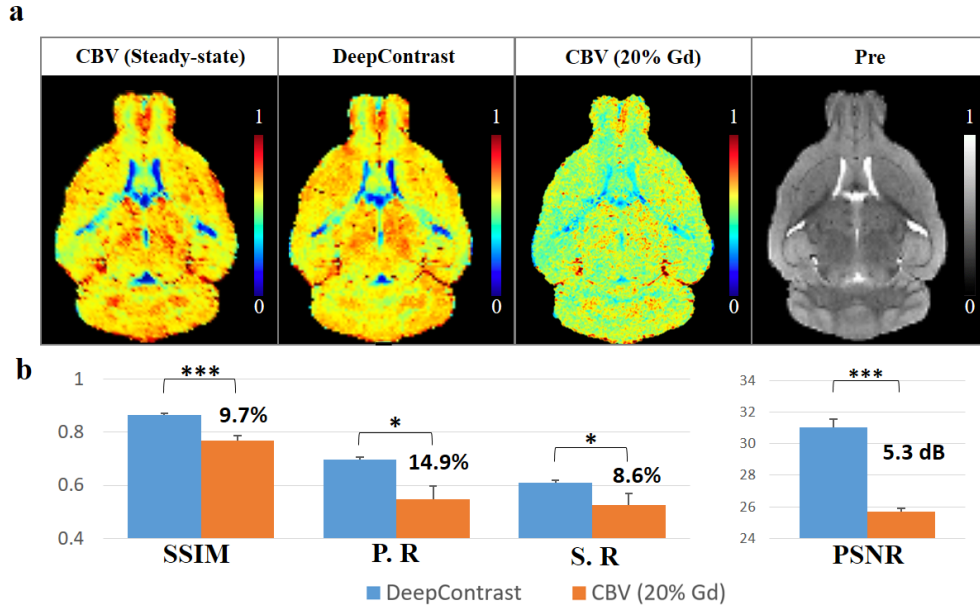 a
CBV (Steady-state) DeepContrast CBV (20% Gd) Pre
1 1 1 1
0 0 0 0
b
1
0.8
0.6
0.4
*** 9.7%
* 14.9%
* 8.6%
SSIM P. R S. R
34
32
30
28
26
24
*** 5.3 dB
PSNR
DeepContrast CBV (20% Gd)